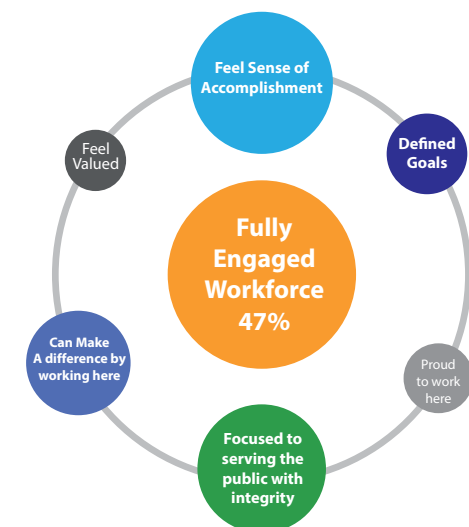 Feel Sense of
Accomplishment
Feel
Valued
Defined
Goals
Fully
Engaged
Workforce
47%
Can Make
A difference by
working here
Proud
to work
here
Focused to
serving the
public with
integrity